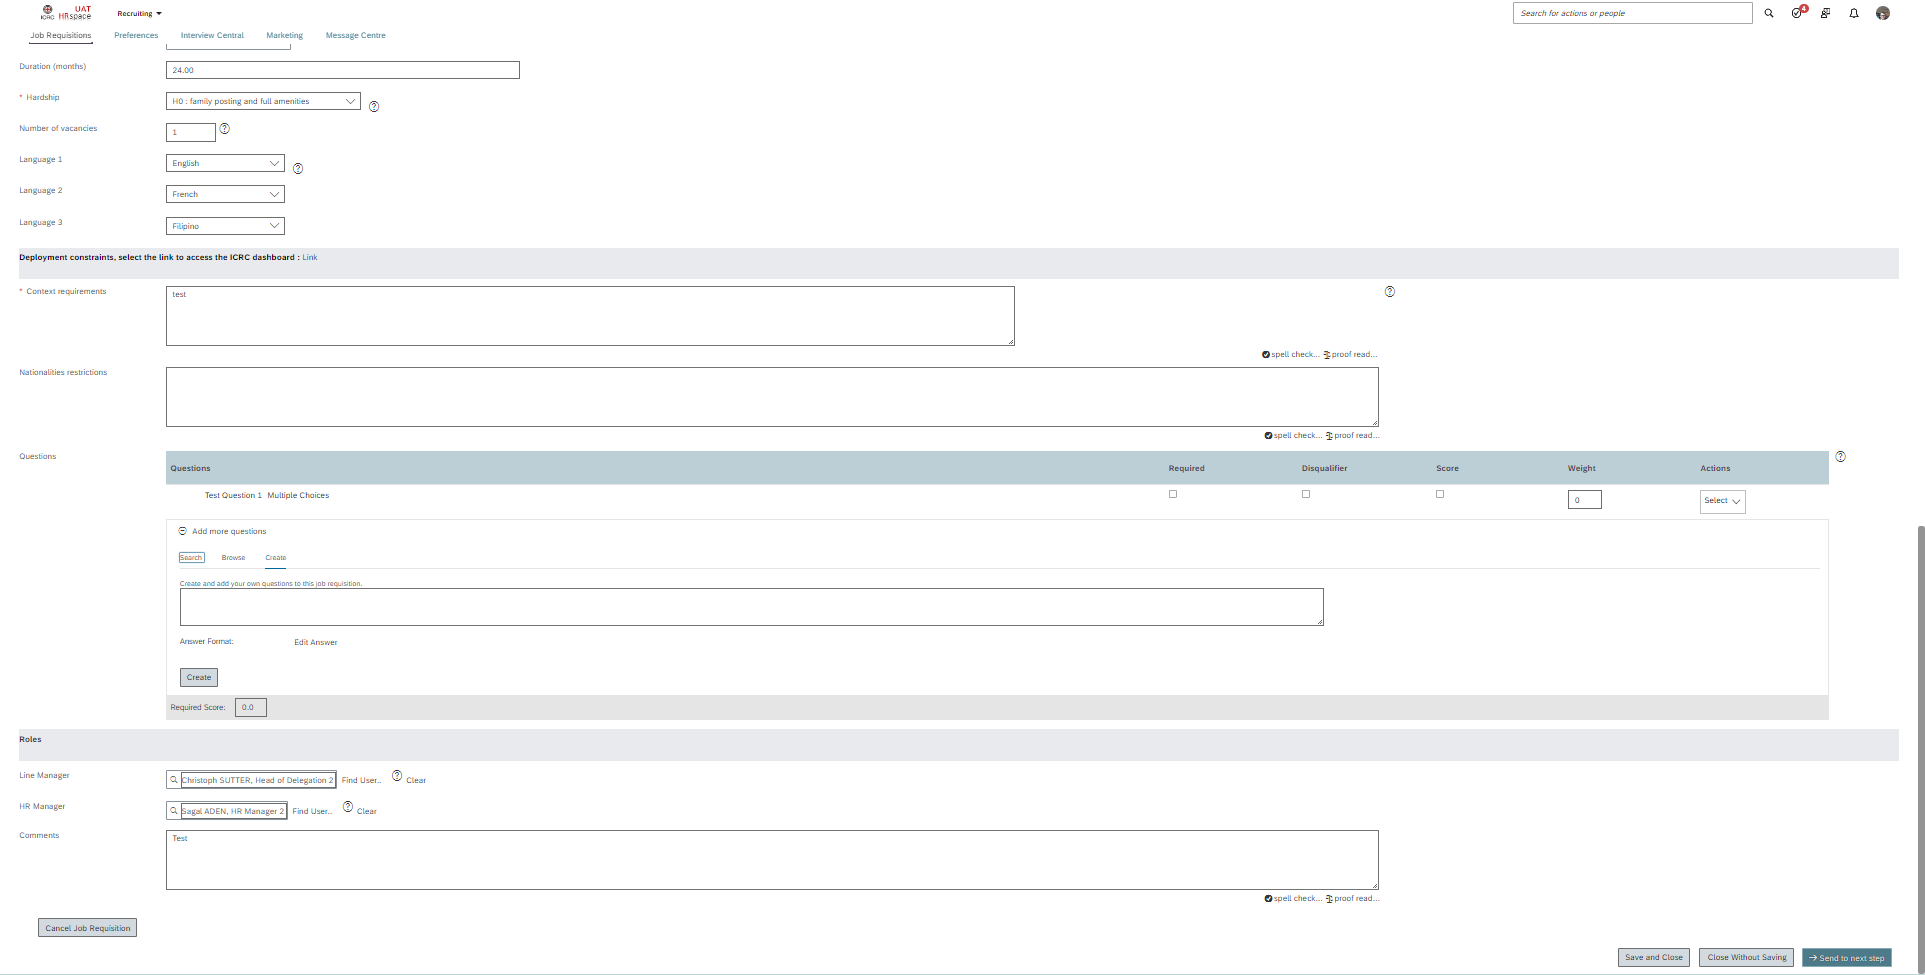 ICRC UAT HRspace
Recruiting
Search for actions or people
4
Job Requisitions Preferences Interview Central Marketing Message Centre
Duration (months) 24.00
* Hardship H0 : family posting and full amenities
Number of vacancies 1
Language 1 English
Language 2 French
Language 3 Filipino
Deployment constraints, select the link to access the ICRC dashboard : Link
* Context requirements test
spell check... proof read...
Nationalities restrictions
spell check... proof read...
Questions
Questions Required Disqualifier Score Weight Actions
Test Question 1 Multiple Choices 0 Select
Add more questions
Search Browse Create
Create and add your own questions to this job requisition.
Answer Format: Edit Answer
Create
Required Score: 0.0
Roles
Line Manager Christoph SUTTER, Head of Delegation 2 Find User.. Clear
HR Manager Sagal ADEN, HR Manager 2 Find User.. Clear
Comments Test
spell check... proof read...
Cancel Job Requisition
Save and Close Close Without Saving → Send to next step